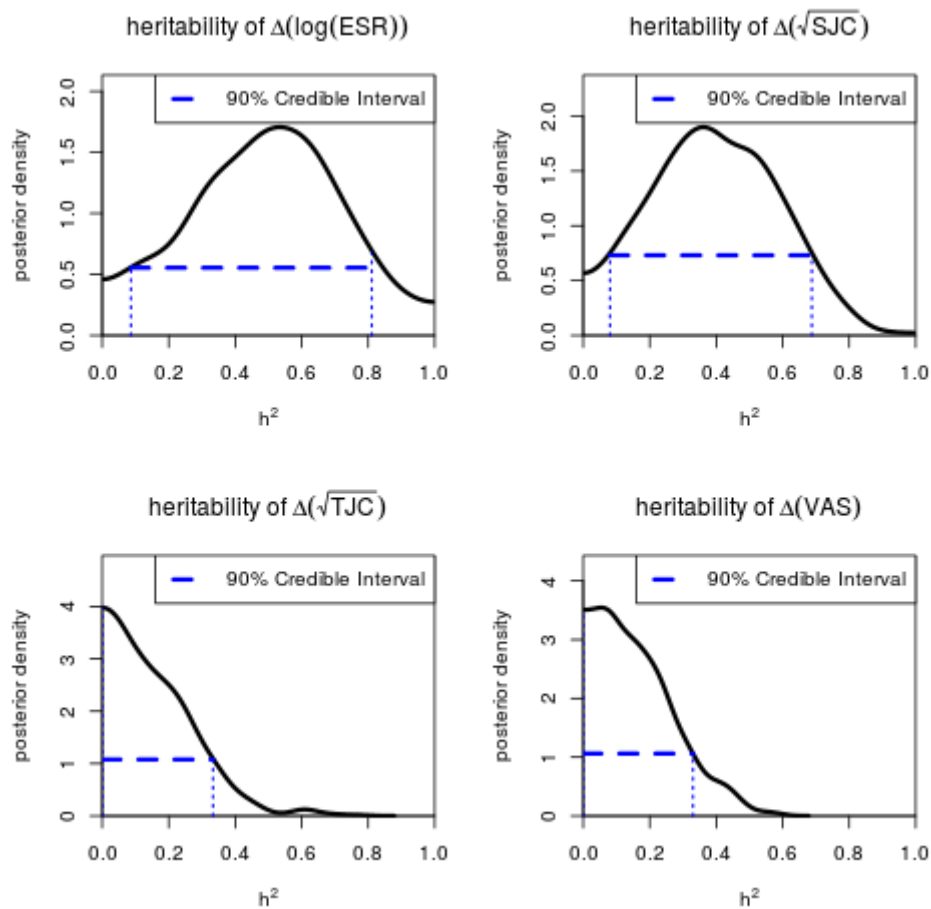 heritability of Δ(log(ESR))
90% Credible Interval
posterior density
0.0 0.5 1.0 1.5 2.0
0.0 0.2 0.4 0.6 0.8 1.0
h²
heritability of Δ(√SJC)
90% Credible Interval
posterior density
0.0 0.5 1.0 1.5 2.0
0.0 0.2 0.4 0.6 0.8 1.0
h²
heritability of Δ(√TJC)
90% Credible Interval
posterior density
0 1 2 3 4
0.0 0.2 0.4 0.6 0.8 1.0
h²
heritability of Δ(VAS)
90% Credible Interval
posterior density
0 1 2 3 4
0.0 0.2 0.4 0.6 0.8 1.0
h²